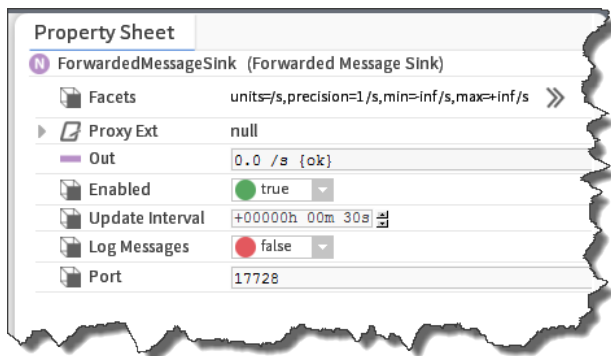 Property Sheet
N ForwardedMessageSink (Forwarded Message Sink)
Facets units=/s,precision=1/s,min=-inf/s,max=+inf/s
Proxy Ext null
Out 0.0 /s {ok}
Enabled true
Update Interval +00000h 00m 30s
Log Messages false
Port 17728